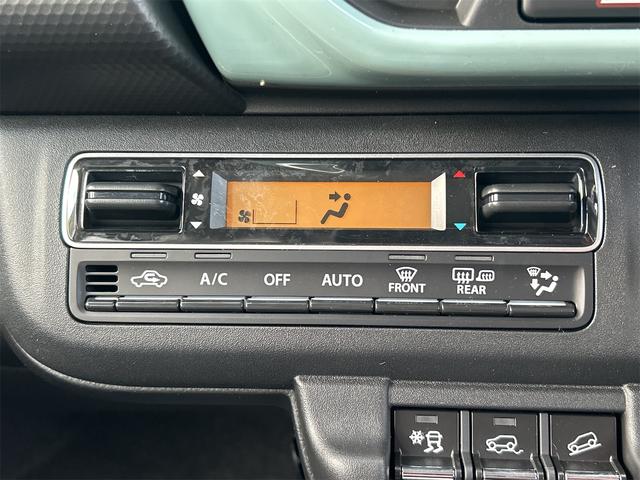 A/C OFF AUTO FRONT REAR